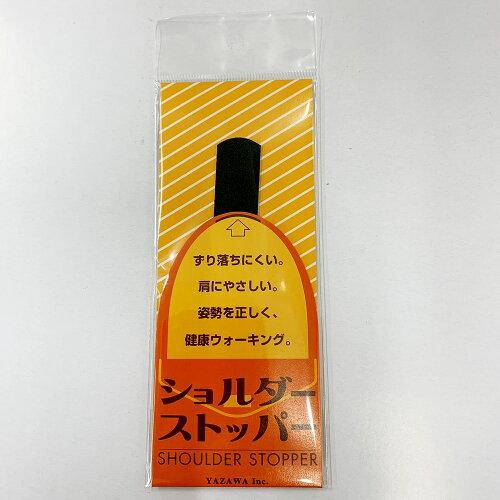 ずり落ちにくい。
肩にやさしい。
姿勢を正しく、
健康ウォーキング。
ショルダー
ストッパー
SHOULDER STOPPER
YAZAWA Inc.